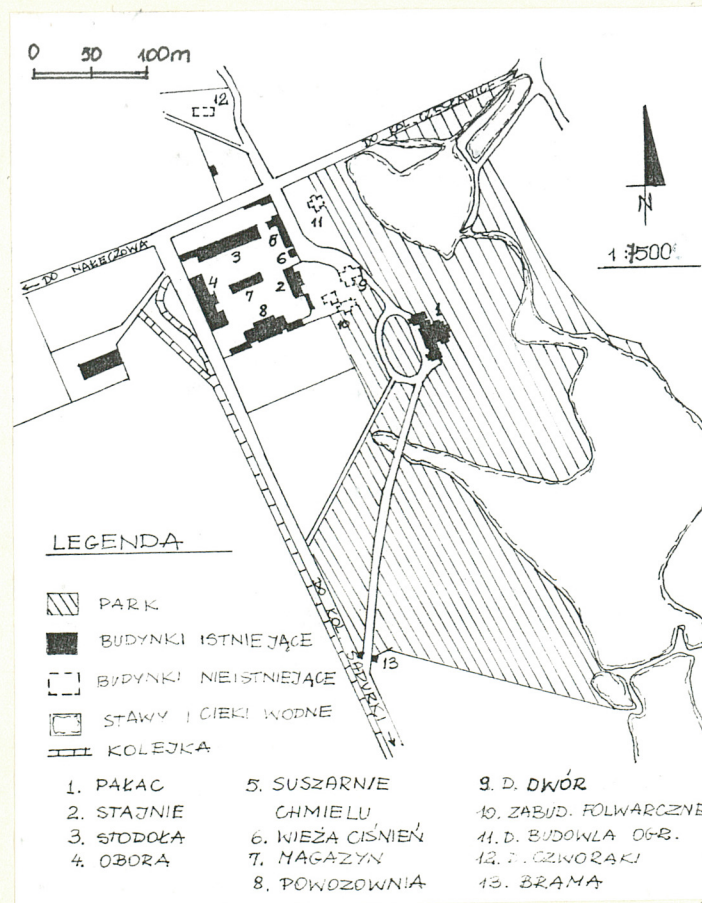 0 50 100m
12
DO KOL. CZESŁAWICE
11
N
1:7500
← DO NAŁĘCZOWA
3
5
6
4
7
2
9
8
10
1
LEGENDA
DO KOL. SADURKI
13
PARK
BUDYNKI ISTNIEJĄCE
BUDYNKI NIEISTNIEJĄCE
STAWY I CIEKI WODNE
KOLEJKA
1. PAŁAC
2. STAJNIE
3. STODOŁA
4. OBORA
5. SUSZARNIE
CHMIELU
6. WIEŻA CIŚNIEŃ
7. MAGAZYN
8. POWOZOWNIA
9. D. DWÓR
10. ZABUD. FOLWARCZNE
11. D. BUDOWLA OGR.
12. D. CZWORAKI
13. BRAMA